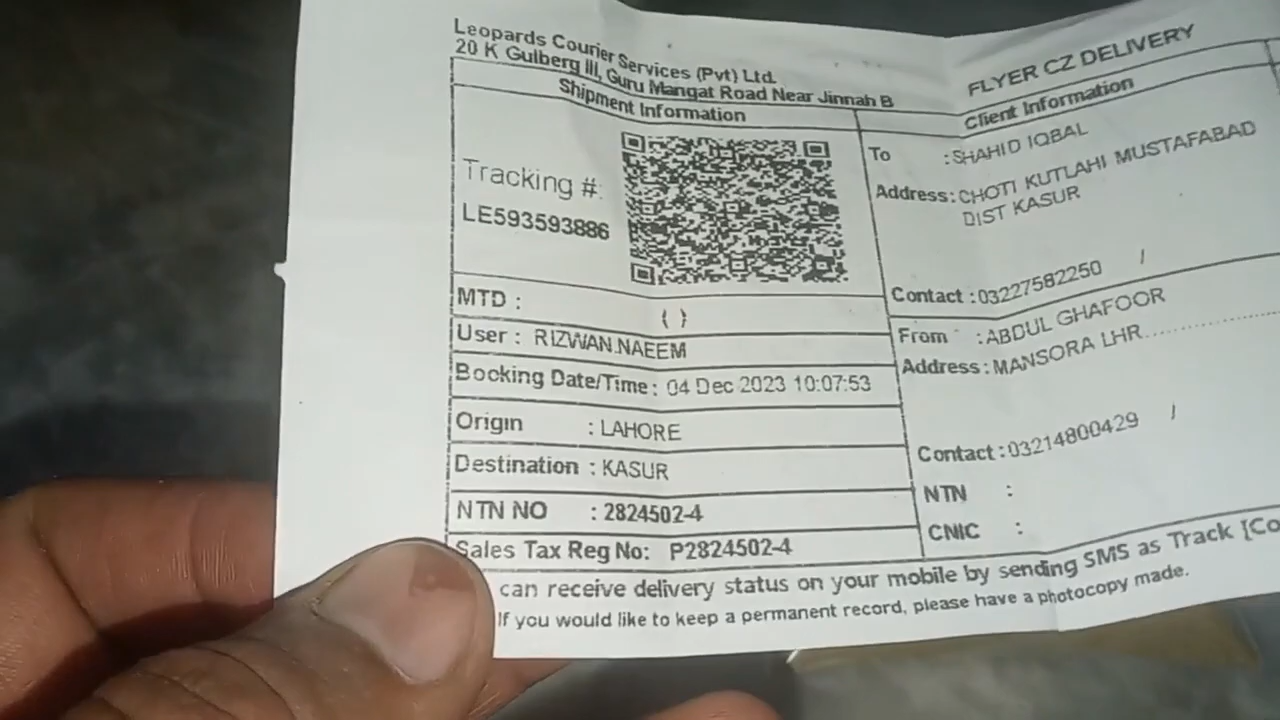 Leopards Courier Services (Pvt) Ltd.
20 K Gulberg III, Guru Mangat Road Near Jinnah B
FLYER CZ DELIVERY
Shipment Information
Client Information
Tracking #:
LE593593886
To :SHAHID IQBAL
Address:CHOTI KUTLAHI MUSTAFABAD
DIST KASUR
Contact :03227582250 /
MTD : { }
User : RIZWAN.NAEEM
Booking Date/Time : 04 Dec 2023 10:07:53
Origin : LAHORE
Destination : KASUR
NTN NO : 2824502-4
Sales Tax Reg No: P2824502-4
From :ABDUL GHAFOOR
Address:MANSORA LHR...............
Contact :03214800429 /
NTN :
CNIC :
can receive delivery status on your mobile by sending SMS as Track [Co
If you would like to keep a permanent record, please have a photocopy made.